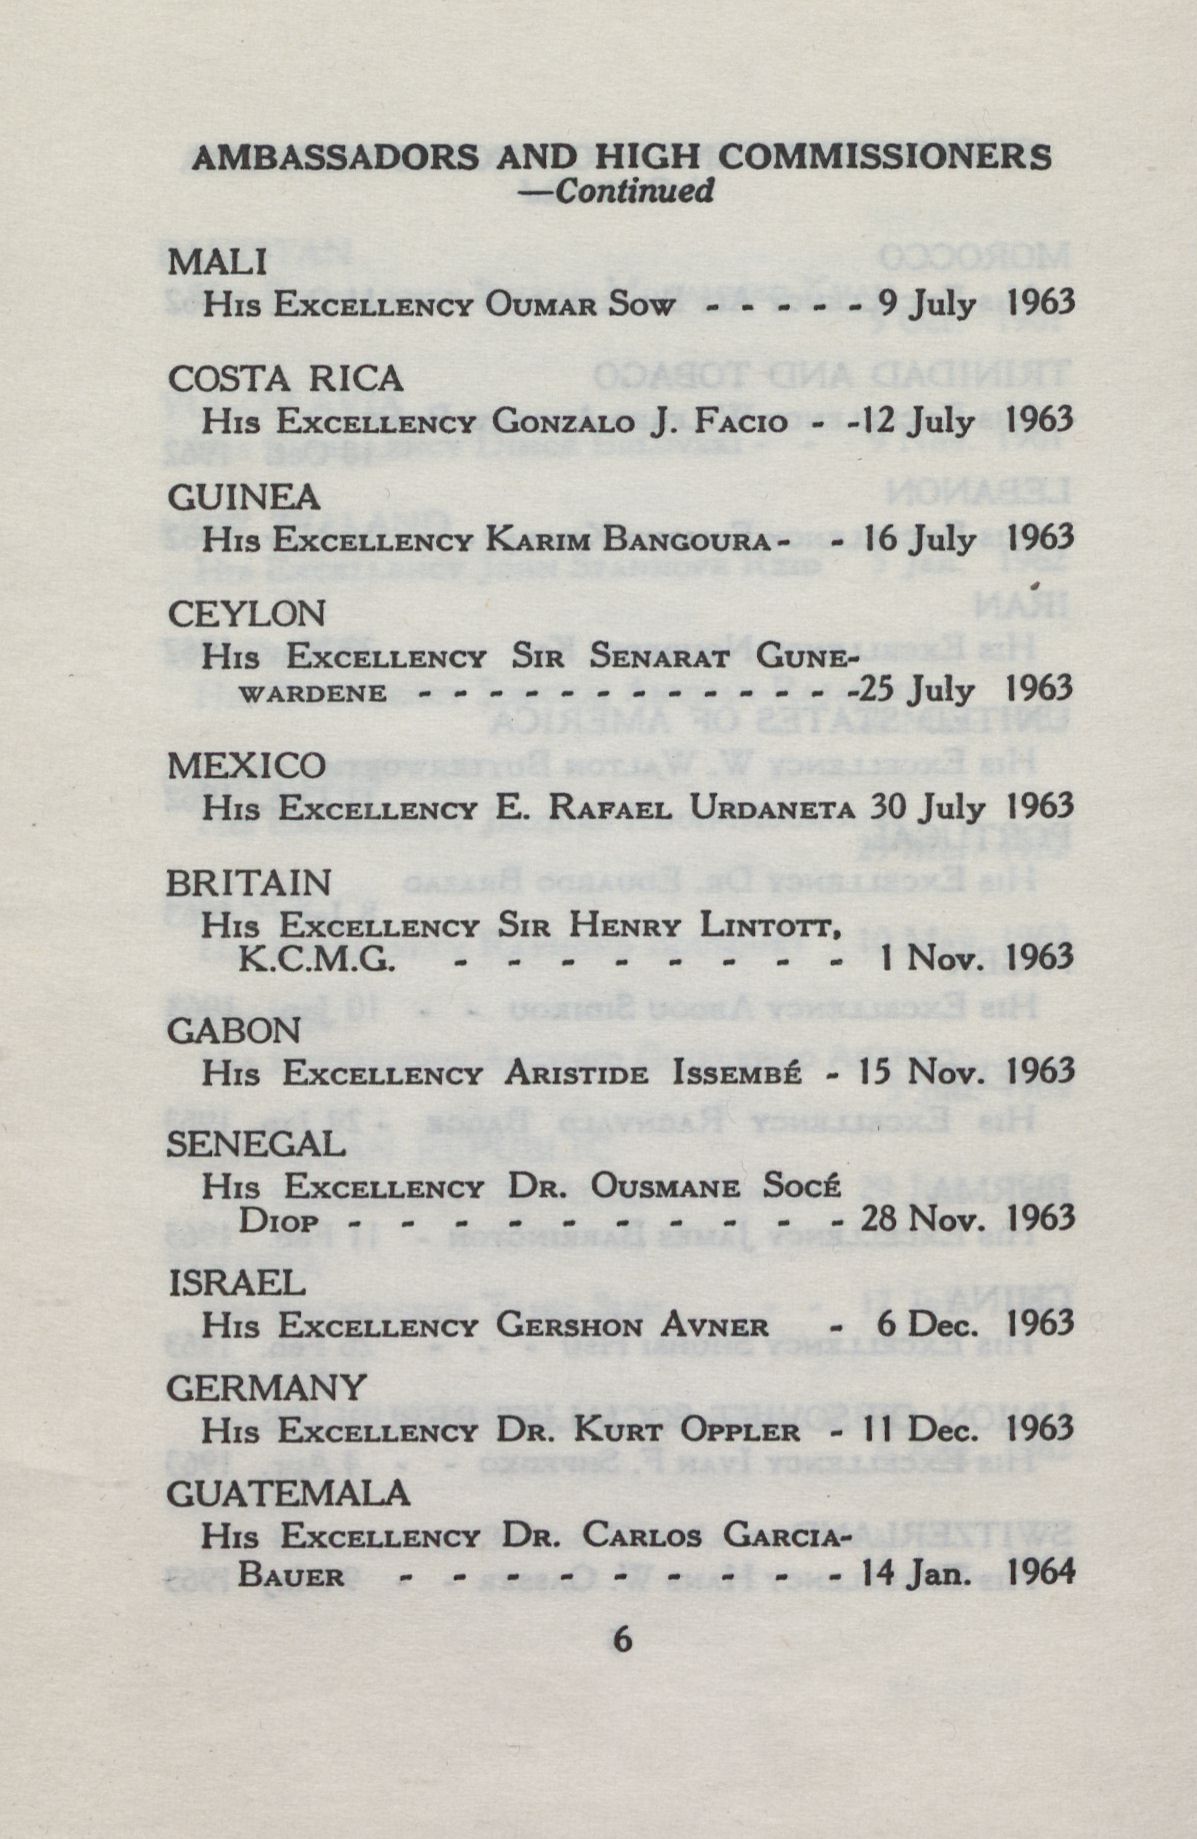 AMBASSADORS AND HIGH COMMISSIONERS
—Continued
MALI
HIS EXCELLENCY OUMAR SOW - - - - - 9 July 1963
COSTA RICA
HIS EXCELLENCY GONZALO J. FACIO - -12 July 1963
GUINEA
HIS EXCELLENCY KARIM BANGOURA- - 16 July 1963
CEYLON
HIS EXCELLENCY SIR SENARAT GUNE-
WARDENE - - - - - - - - - - - - -25 July 1963
MEXICO
HIS EXCELLENCY E. RAFAEL URDANETA 30 July 1963
BRITAIN
HIS EXCELLENCY SIR HENRY LINTOTT,
K.C.M.G. - - - - - - - - 1 Nov. 1963
GABON
HIS EXCELLENCY ARISTIDE ISSEMBÉ - 15 Nov. 1963
SENEGAL
HIS EXCELLENCY DR. OUSMANE SOCÉ
DIOP - - - - - - - - - - 28 Nov. 1963
ISRAEL
HIS EXCELLENCY GERSHON AVNER - 6 Dec. 1963
GERMANY
HIS EXCELLENCY DR. KURT OPPLER - 11 Dec. 1963
GUATEMALA
HIS EXCELLENCY DR. CARLOS GARCIA-
BAUER - - - - - - - - - 14 Jan. 1964
6